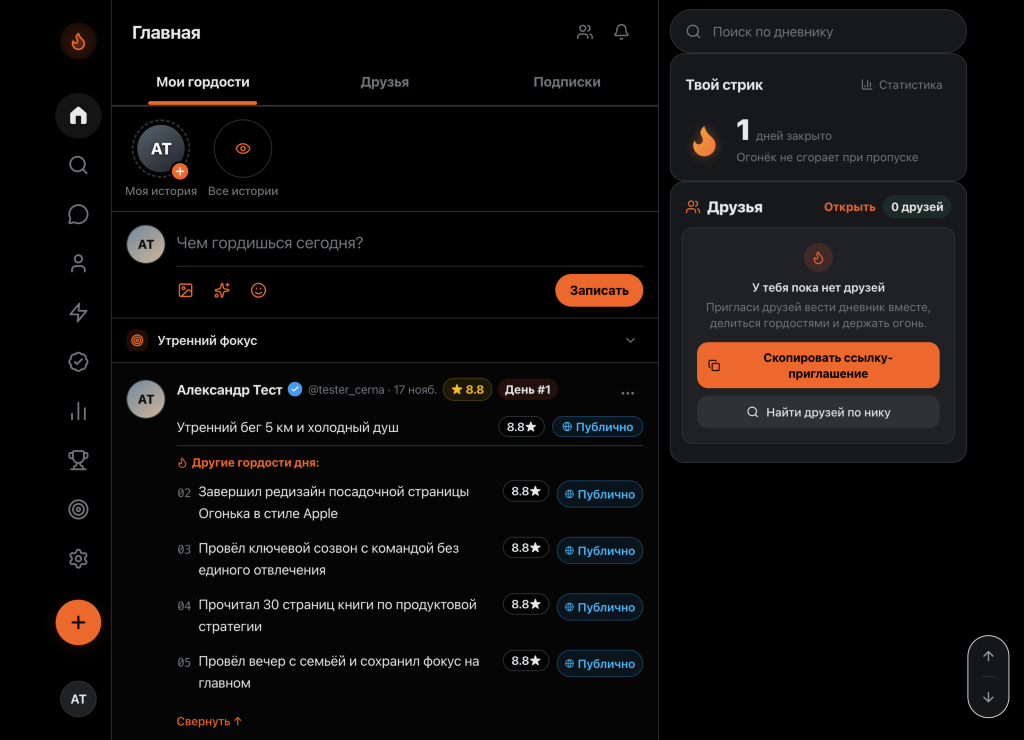 Главная
Мои гордости
Друзья
Подписки
АТ
Моя история
Все истории
АТ
Чем гордишься сегодня?
Записать
Утренний фокус
АТ
Александр Тест @tester_cerna · 17 нояб. 8.8 День #1
Утренний бег 5 км и холодный душ 8.8★ Публично
Другие гордости дня:
02 Завершил редизайн посадочной страницы
Огонька в стиле Apple
8.8★ Публично
03 Провёл ключевой созвон с командой без
единого отвлечения
8.8★ Публично
04 Прочитал 30 страниц книги по продуктовой
стратегии
8.8★ Публично
05 Провёл вечер с семьёй и сохранил фокус на
главном
8.8★ Публично
Свернуть ↑
АТ
Поиск по дневнику
Твой стрик
Статистика
1 дней закрыто
Огонёк не сгорает при пропуске
Друзья
Открыть
0 друзей
У тебя пока нет друзей
Пригласи друзей вести дневник вместе,
делиться гордостями и держать огонь.
Скопировать ссылку-
приглашение
Найти друзей по нику